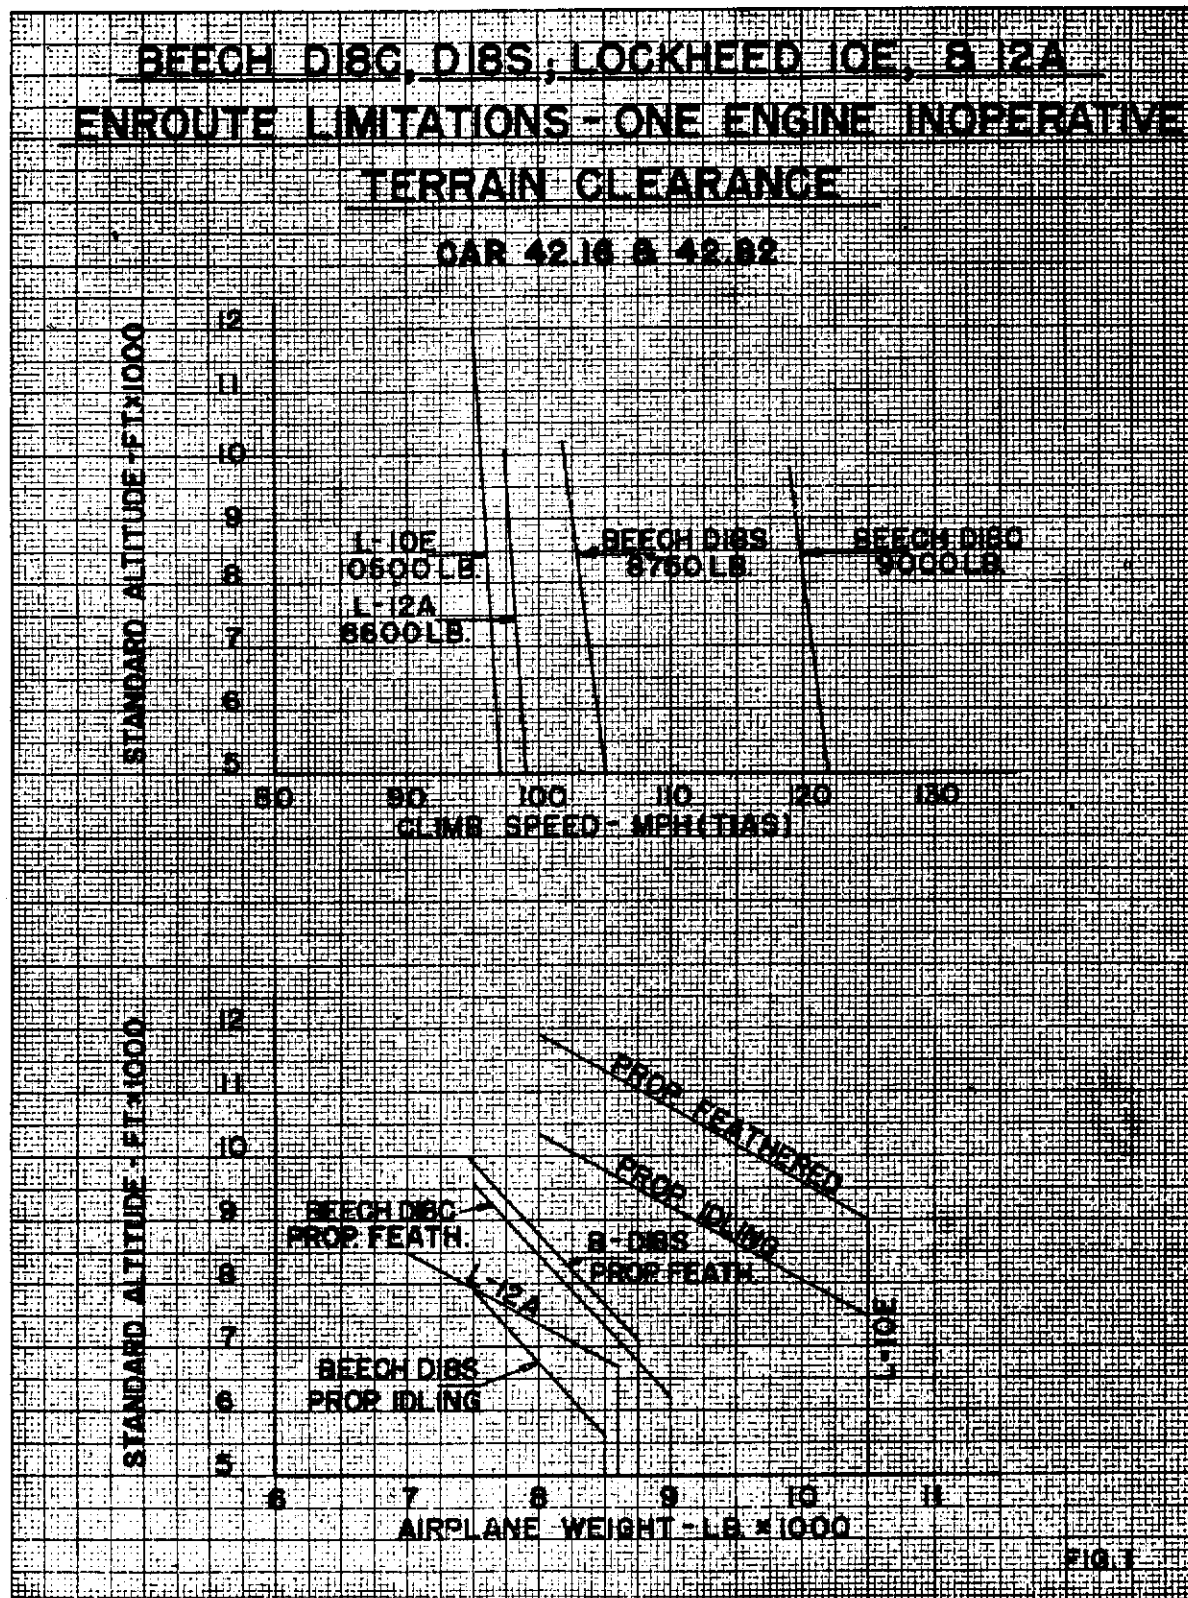 BEECH D18C, D18S; LOCKHEED 10E, & 12A
ENROUTE LIMITATIONS - ONE ENGINE INOPERATIVE
TERRAIN CLEARANCE
CAR 42.16 & 42.82
STANDARD ALTITUDE - FT.X1000
12
11
10
9
8
7
6
5
L-10E
10500 LB.
L-12A
8600 LB.
BEECH D18S
8750 LB.
BEECH D18C
9000 LB.
80 90 100 110 120 130
CLIMB SPEED - MPH (TIAS)
STANDARD ALTITUDE - FT.X1000
12
11
10
9
8
7
6
5
PROP. FEATHERED
PROP. IDLING
BEECH D18C
PROP. FEATH.
B-D18S
PROP. FEATH.
L-12A
BEECH D18S
PROP. IDLING
L-10E
6 7 8 9 10 11
AIRPLANE WEIGHT - LB. X 1000
FIG. 1